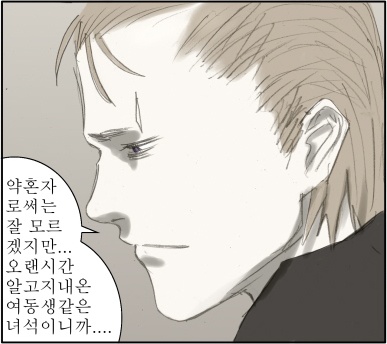 약혼자
로써는
잘 모르
겠지만...
오랜시간
알고지내온
여동생같은
녀석이니까....